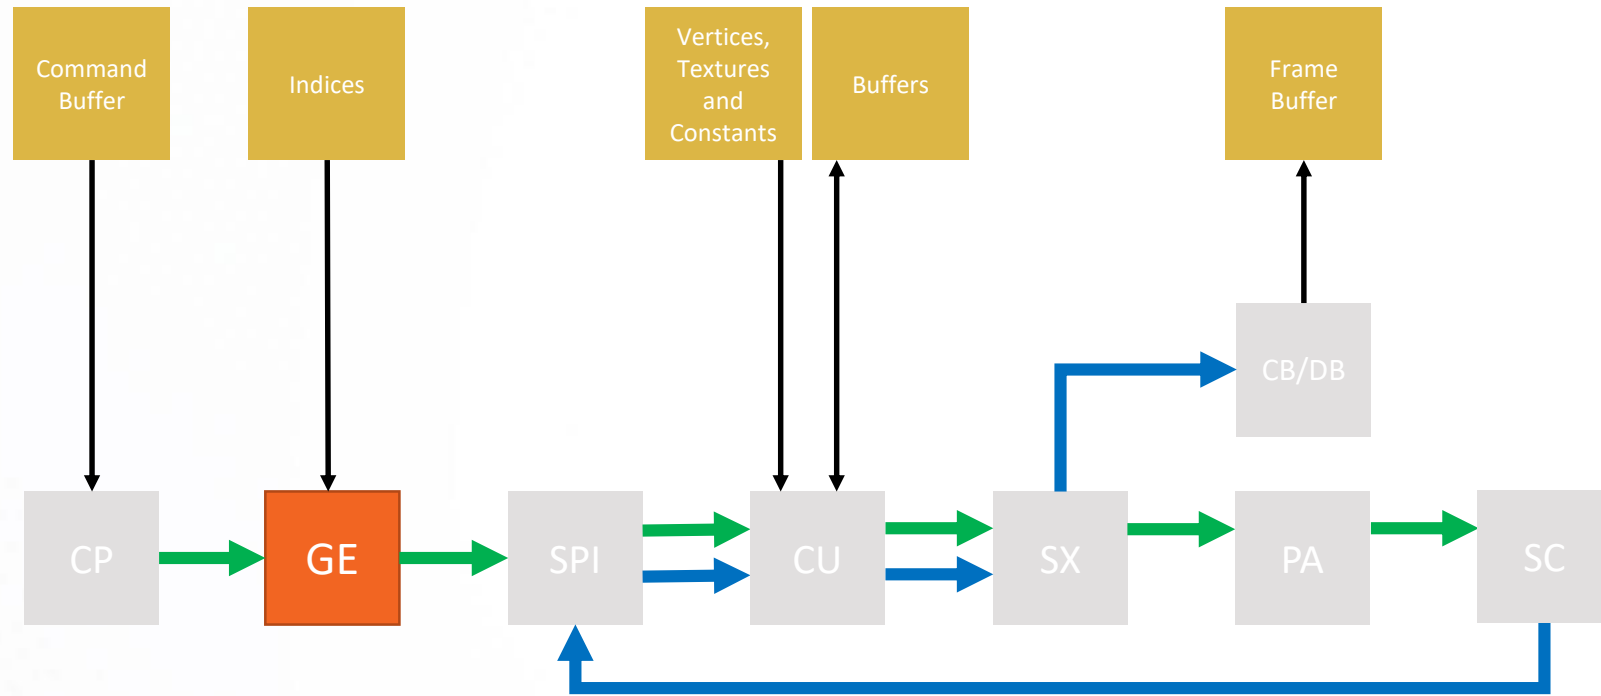 Command
Buffer
Indices
Vertices,
Textures
and
Constants
Buffers
Frame
Buffer
CB/DB
CP
GE
SPI
CU
SX
PA
SC